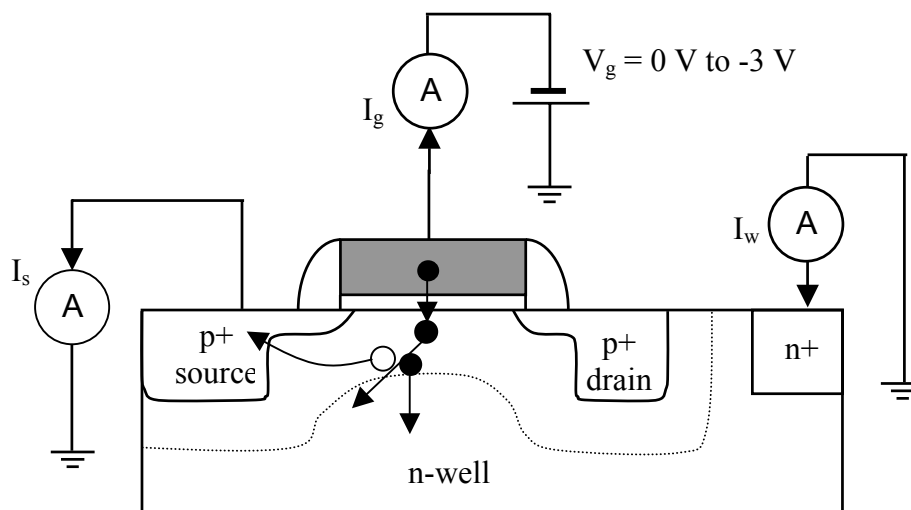 A
V_g = 0 V to -3 V
I_g
A
I_w
I_s
A
p+
source
p+
drain
n+
n-well